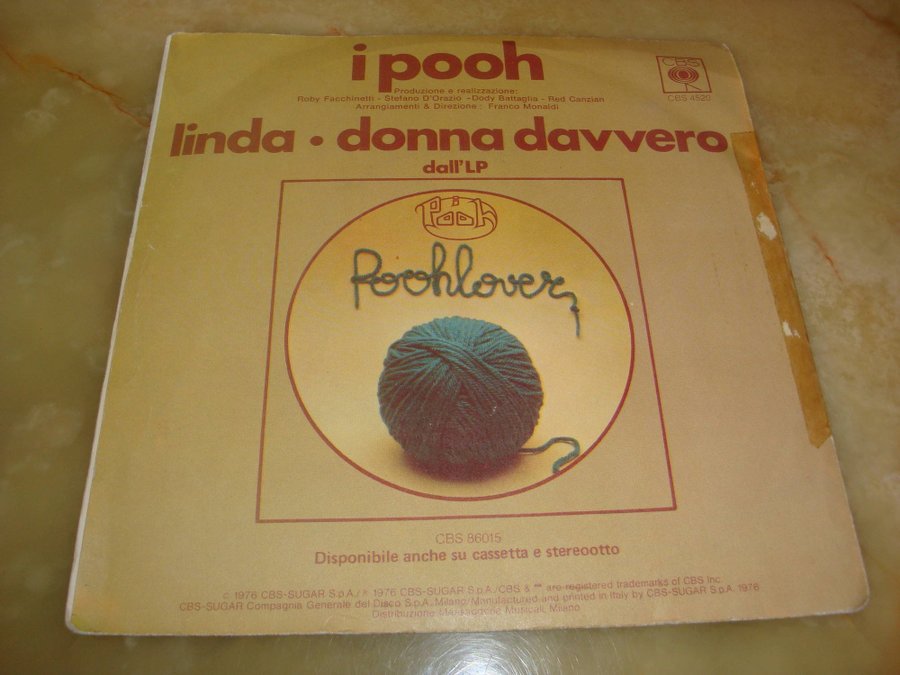 i pooh
CBS
Produzione e realizzazione:
Roby Facchinetti - Stefano D'Orazio - Dody Battaglia - Red Canzian
Arrangiamenti & Direzione : Franco Monaldi
CBS 4520
linda • donna davvero
dall'LP
i Pooh
Poohlover
CBS 86015
Disponibile anche su cassetta e stereootto
© 1976 CBS-SUGAR S.p.A./ ℗ 1976 CBS-SUGAR S.p.A./CBS & are registered trademarks of CBS Inc.
CBS-SUGAR Compagnia Generale del Disco S.p.A., Milano/Manufactured and printed in Italy by CBS-SUGAR S.p.A. 1976
Distribuzione Messaggerie Musicali, Milano